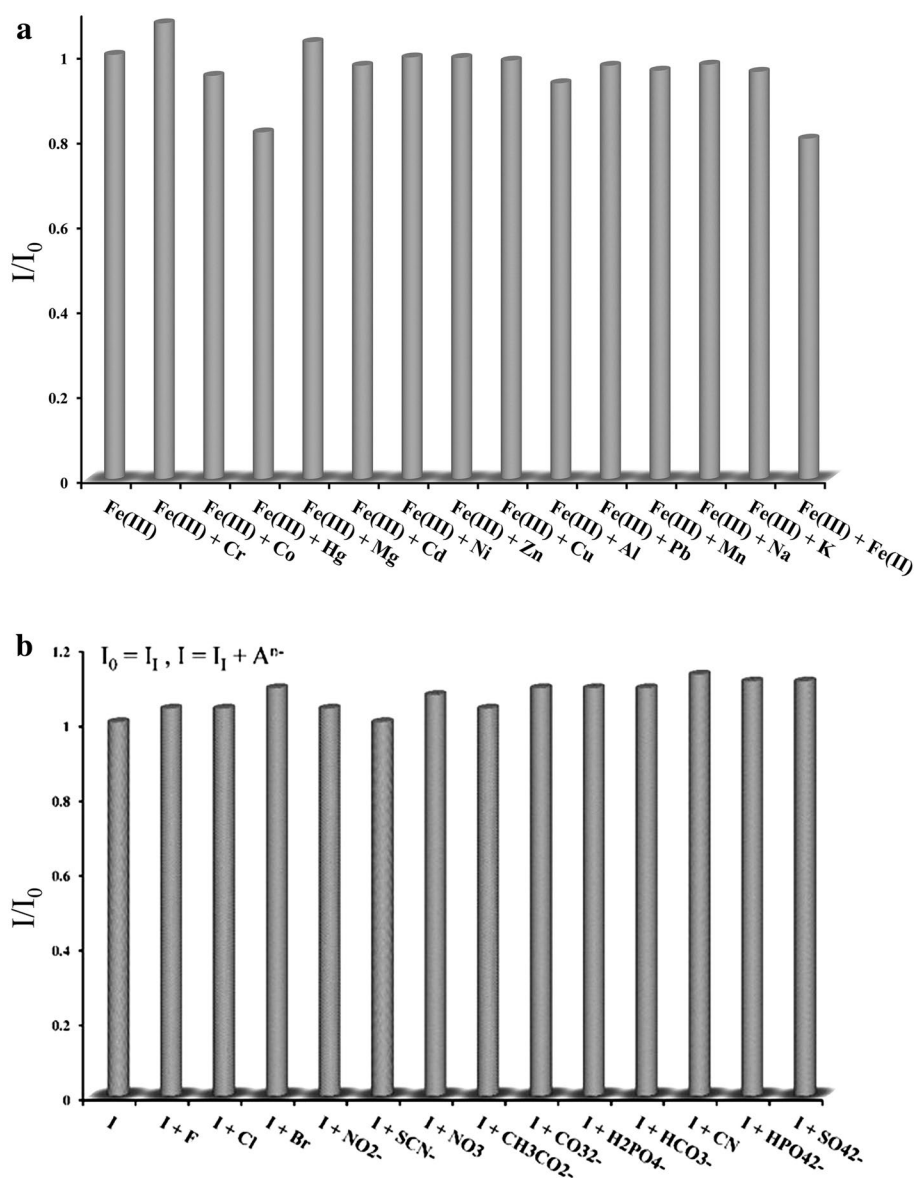 a
1
0.8
0.6
0.4
0.2
0
I/I0
Fe(III)
Fe(III) + Cr
Fe(III) + Co
Fe(III) + Hg
Fe(III) + Mg
Fe(III) + Cd
Fe(III) + Ni
Fe(III) + Zn
Fe(III) + Cu
Fe(III) + Al
Fe(III) + Pb
Fe(III) + Mn
Fe(III) + Na
Fe(III) + K
Fe(III) + Fe(II)
b
I0 = II , I = II + An-
1.2
1
0.8
0.6
0.4
0.2
0
I/I0
I
I + F
I + Cl
I + Br
I + NO2-
I + SCN-
I + NO3
I + CH3CO2-
I + CO32-
I + H2PO4-
I + HCO3-
I + CN
I + HPO42-
I + SO42-